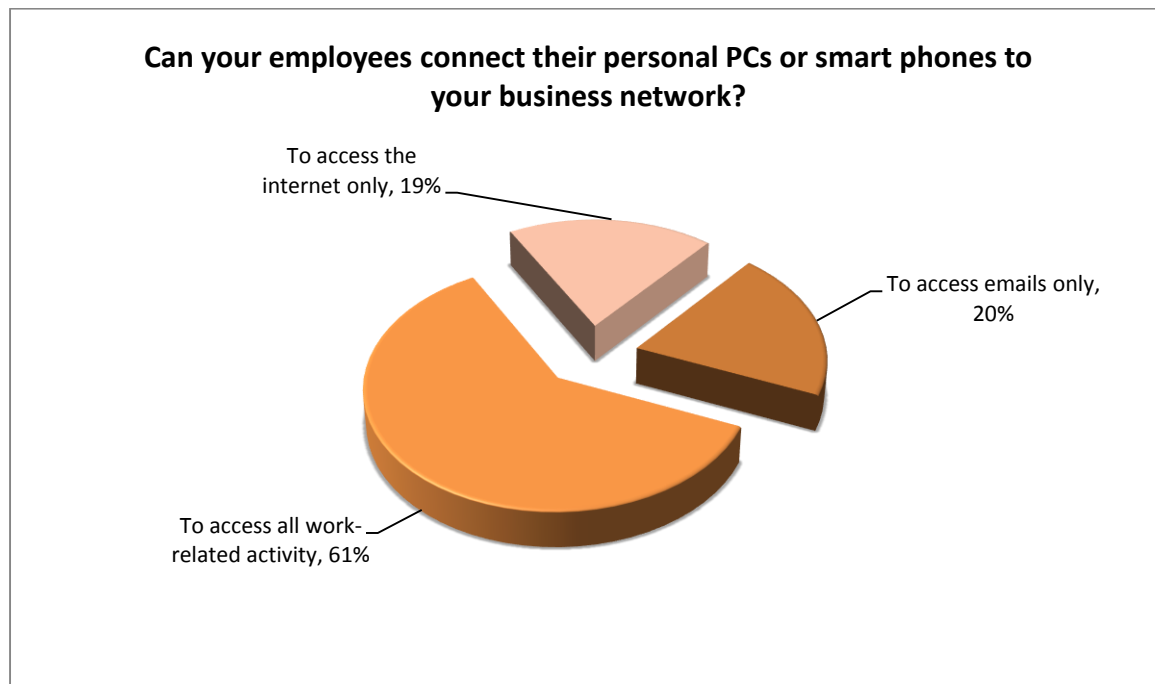 Can your employees connect their personal PCs or smart phones to
your business network?
To access the
internet only, 19%
To access emails only,
20%
To access all work-
related activity, 61%